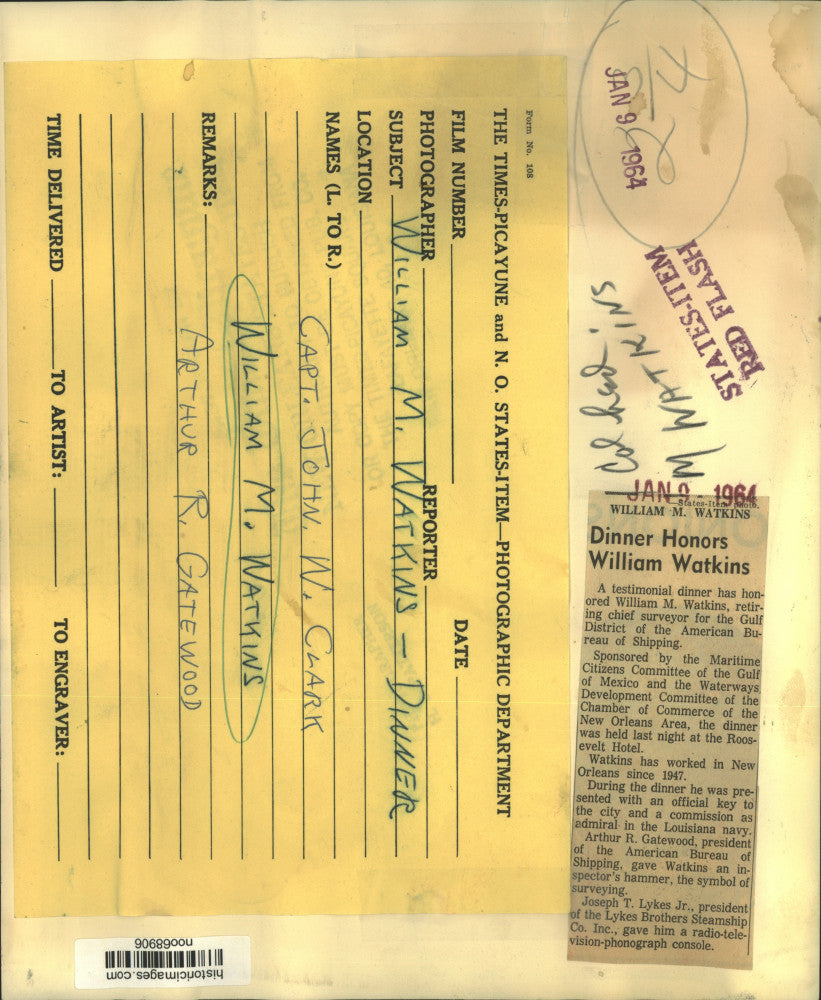 Form No. 108
THE TIMES-PICAYUNE and N. O. STATES-ITEM—PHOTOGRAPHIC DEPARTMENT
FILM NUMBER DATE
PHOTOGRAPHER REPORTER
SUBJECT WILLIAM M. WATKINS - DINNER
LOCATION
NAMES (L. TO R.)
CAPT. JOHN. W. CLARK
WILLIAM M. WATKINS
REMARKS:
ARTHUR R. GATEWOOD
TIME DELIVERED TO ARTIST: TO ENGRAVER:
JAN 9 1964
STATES-ITEM
RED FLASH
M WATKINS
JAN 9 - 1964
—States-Item photo.
WILLIAM M. WATKINS
Dinner Honors
William Watkins
A testimonial dinner has hon-
ored William M. Watkins, retir-
ing chief surveyor for the Gulf
District of the American Bu-
reau of Shipping.
Sponsored by the Maritime
Citizens Committee of the Gulf
of Mexico and the Waterways
Development Committee of the
Chamber of Commerce of the
New Orleans Area, the dinner
was held last night at the Roos-
evelt Hotel.
Watkins has worked in New
Orleans since 1947.
During the dinner he was pre-
sented with an official key to
the city and a commission as
admiral in the Louisiana navy.
Arthur R. Gatewood, president
of the American Bureau of
Shipping, gave Watkins an in-
spector's hammer, the symbol of
surveying.
Joseph T. Lykes Jr., president
of the Lykes Brothers Steamship
Co. Inc., gave him a radio-tele-
vision-phonograph console.
historicimages.com
noo68906